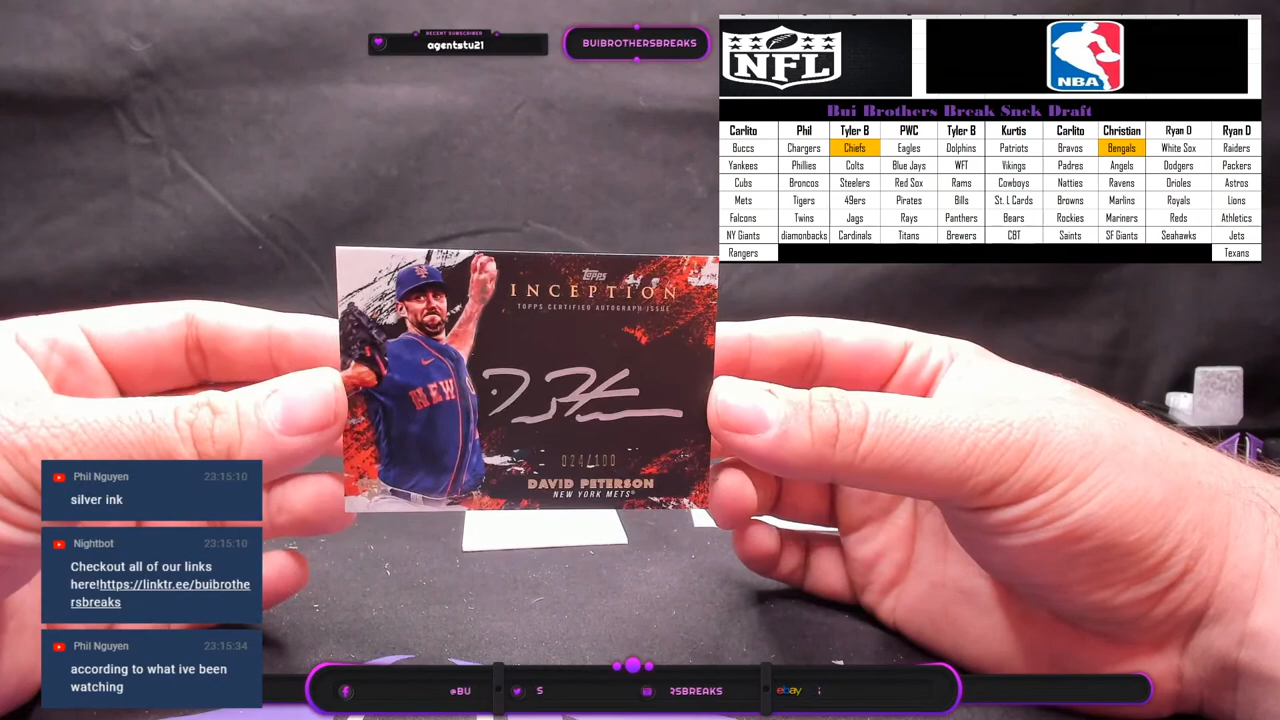 RECENT SUBSCRIBER
agentstu21
BUIBROTHERSBREAKS
NFL
NBA
Bui Brothers Break Snek Draft
Carlito Phil Tyler B PWC Tyler B Kurtis Carlito Christian Ryan O Ryan D
Buccs Chargers Chiefs Eagles Dolphins Patriots Bravos Bengals White Sox Raiders
Yankees Phillies Colts Blue Jays WFT Vikings Padres Angels Dodgers Packers
Cubs Broncos Steelers Red Sox Rams Cowboys Natties Ravens Orioles Astros
Mets Tigers 49ers Pirates Bills St. L Cards Browns Marlins Royals Lions
Falcons Twins Jags Rays Panthers Bears Rockies Mariners Reds Athletics
NY Giants diamonbacks Cardinals Titans Brewers CBT Saints SF Giants Seahawks Jets
Rangers Texans
Topps
INCEPTION
TOPPS CERTIFIED AUTOGRAPH ISSUE
NEW
024/100
DAVID PETERSON
NEW YORK METS®
Phil Nguyen 23:15:10
silver ink
Nightbot 23:15:10
Checkout all of our links
here!https://linktr.ee/buibrothe
rsbreaks
Phil Nguyen 23:15:34
according to what ive been
watching
@BU S RSBREAKS ebay